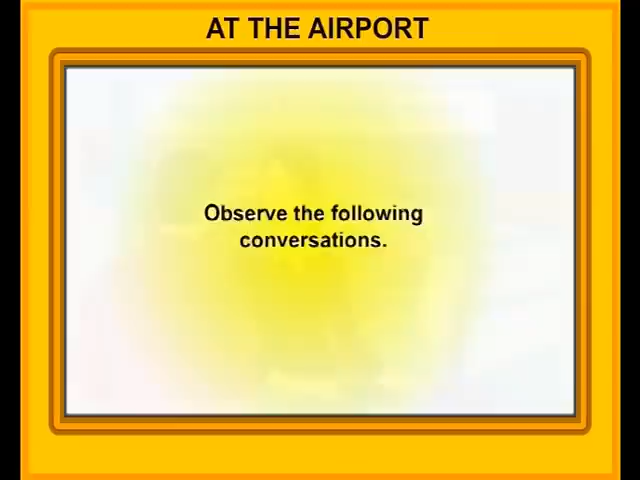 AT THE AIRPORT
Observe the following
conversations.